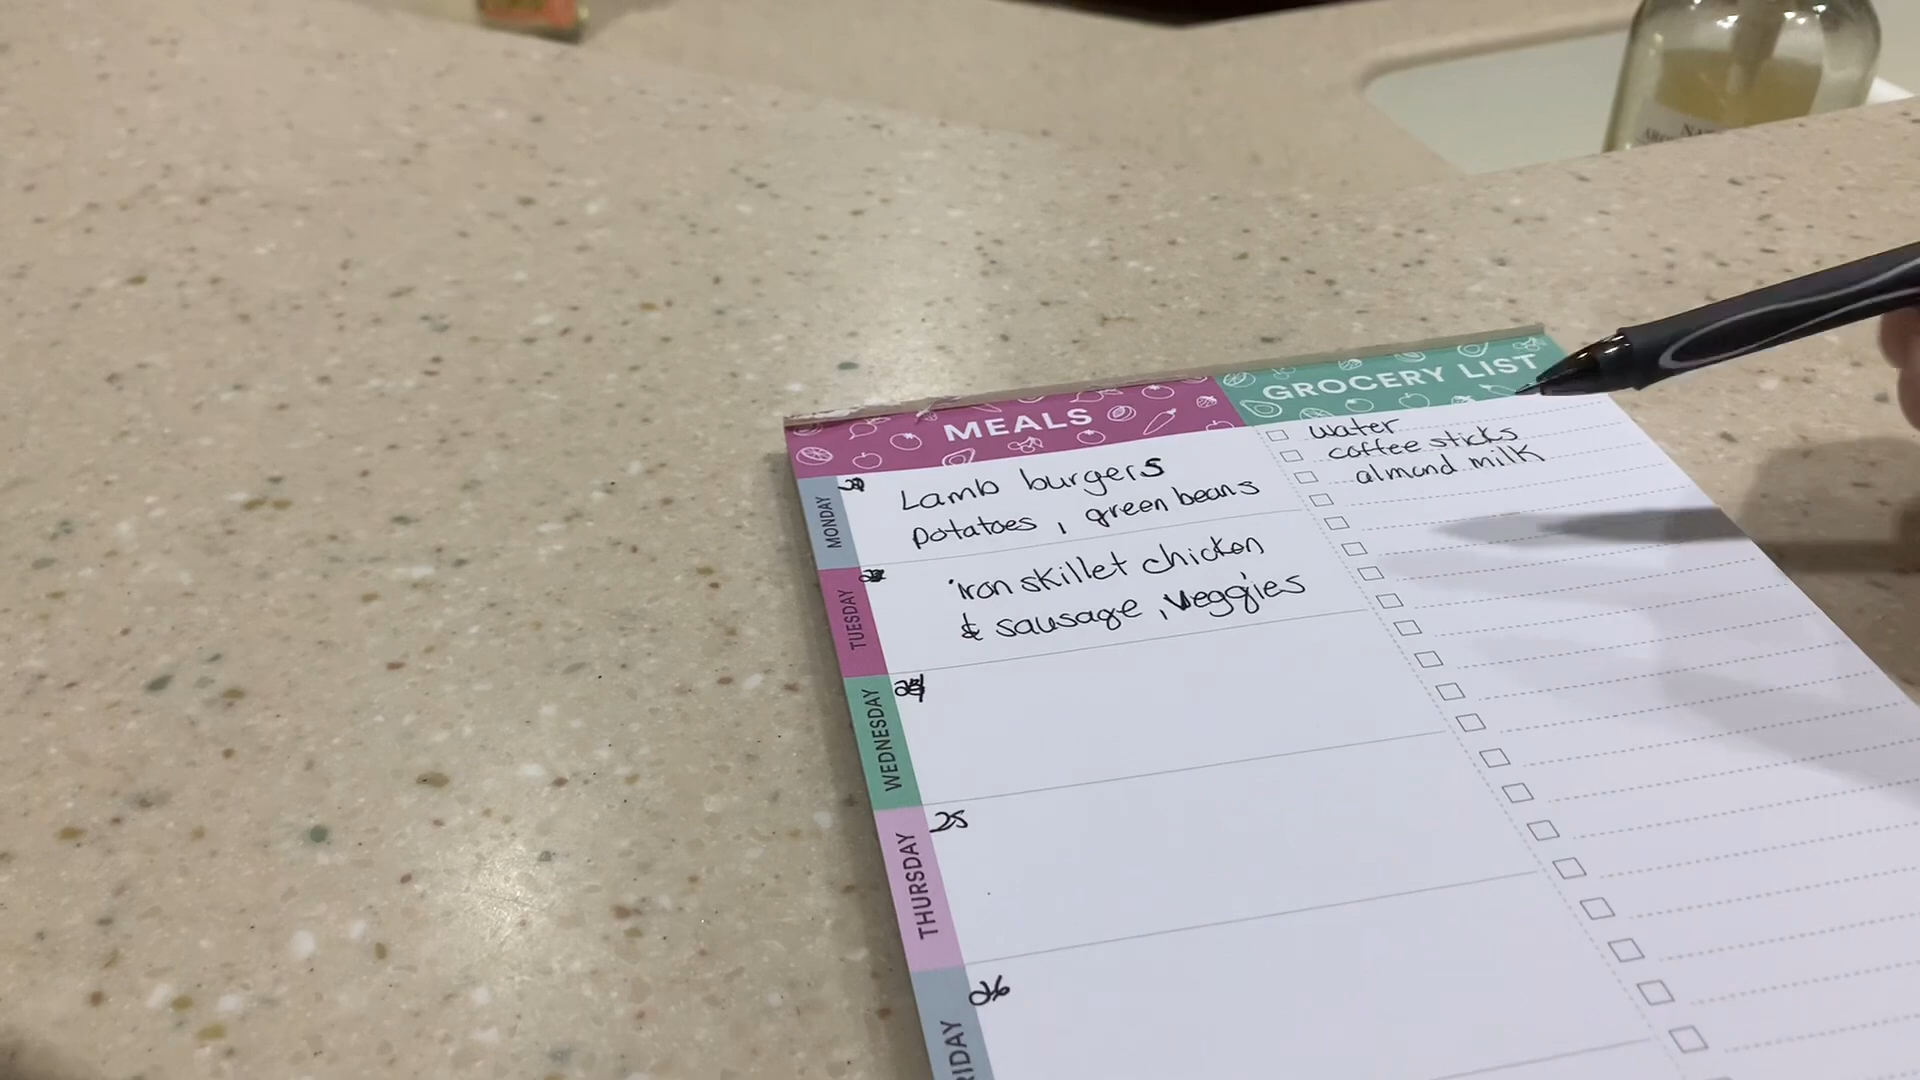 MEALS
GROCERY LIST
MONDAY
Lamb burgers
potatoes, green beans
TUESDAY
iron skillet chicken
& sausage, veggies
WEDNESDAY
THURSDAY
25
26
water
coffee sticks
almond milk